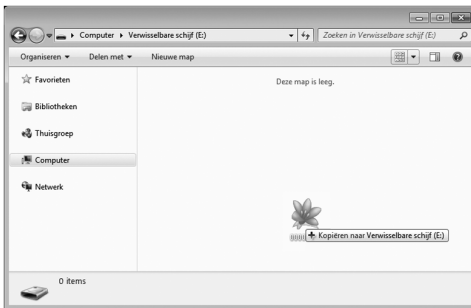 Computer Verwisselbare schijf (E:) Zoeken in Verwisselbare schijf (E:)
Organiseren Delen met Nieuwe map
Favorieten
Bibliotheken
Thuisgroep
Computer
Netwerk
Deze map is leeg.
Kopiëren naar Verwisselbare schijf (E:)
0 items